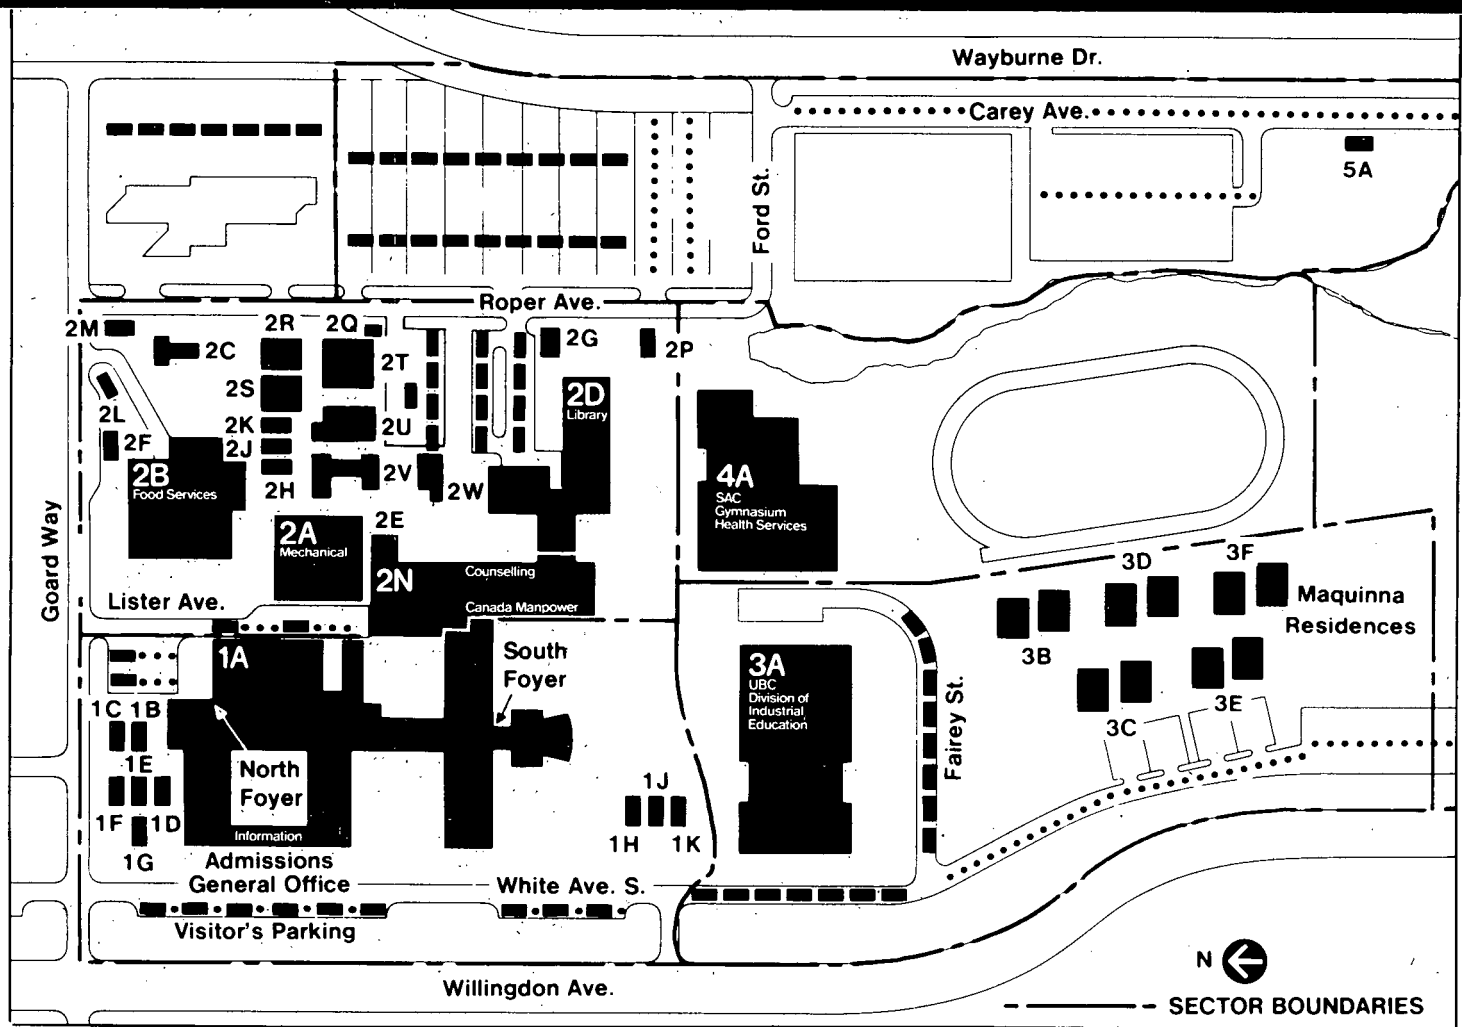 Wayburne Dr.
Carey Ave.
5A
Ford St.
Roper Ave.
2M
2R
2Q
2C
2G
2P
2T
2S
2D
Library
2L
2K
2U
2F
2J
2B
Food Services
2H
2V
2W
4A
SAC
Gymnasium
Health Services
Goard Way
2A
Mechanical
2E
2N
Counselling
Canada Manpower
3D
3F
Maquinna
Residences
Lister Ave.
1A
South
Foyer
3A
UBC
Division of
Industrial
Education
3B
Fairey St.
3C
3E
1C 1B
1E
North
Foyer
1J
1F
1D
1H
1K
Information
1G
Admissions
General Office
White Ave. S.
Visitor's Parking
N
Willingdon Ave.
SECTOR BOUNDARIES